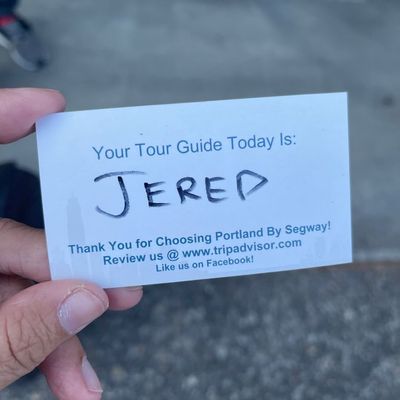 Your Tour Guide Today Is:
JERED
Thank You for Choosing Portland By Segway!
Review us @ www.tripadvisor.com
Like us on Facebook!